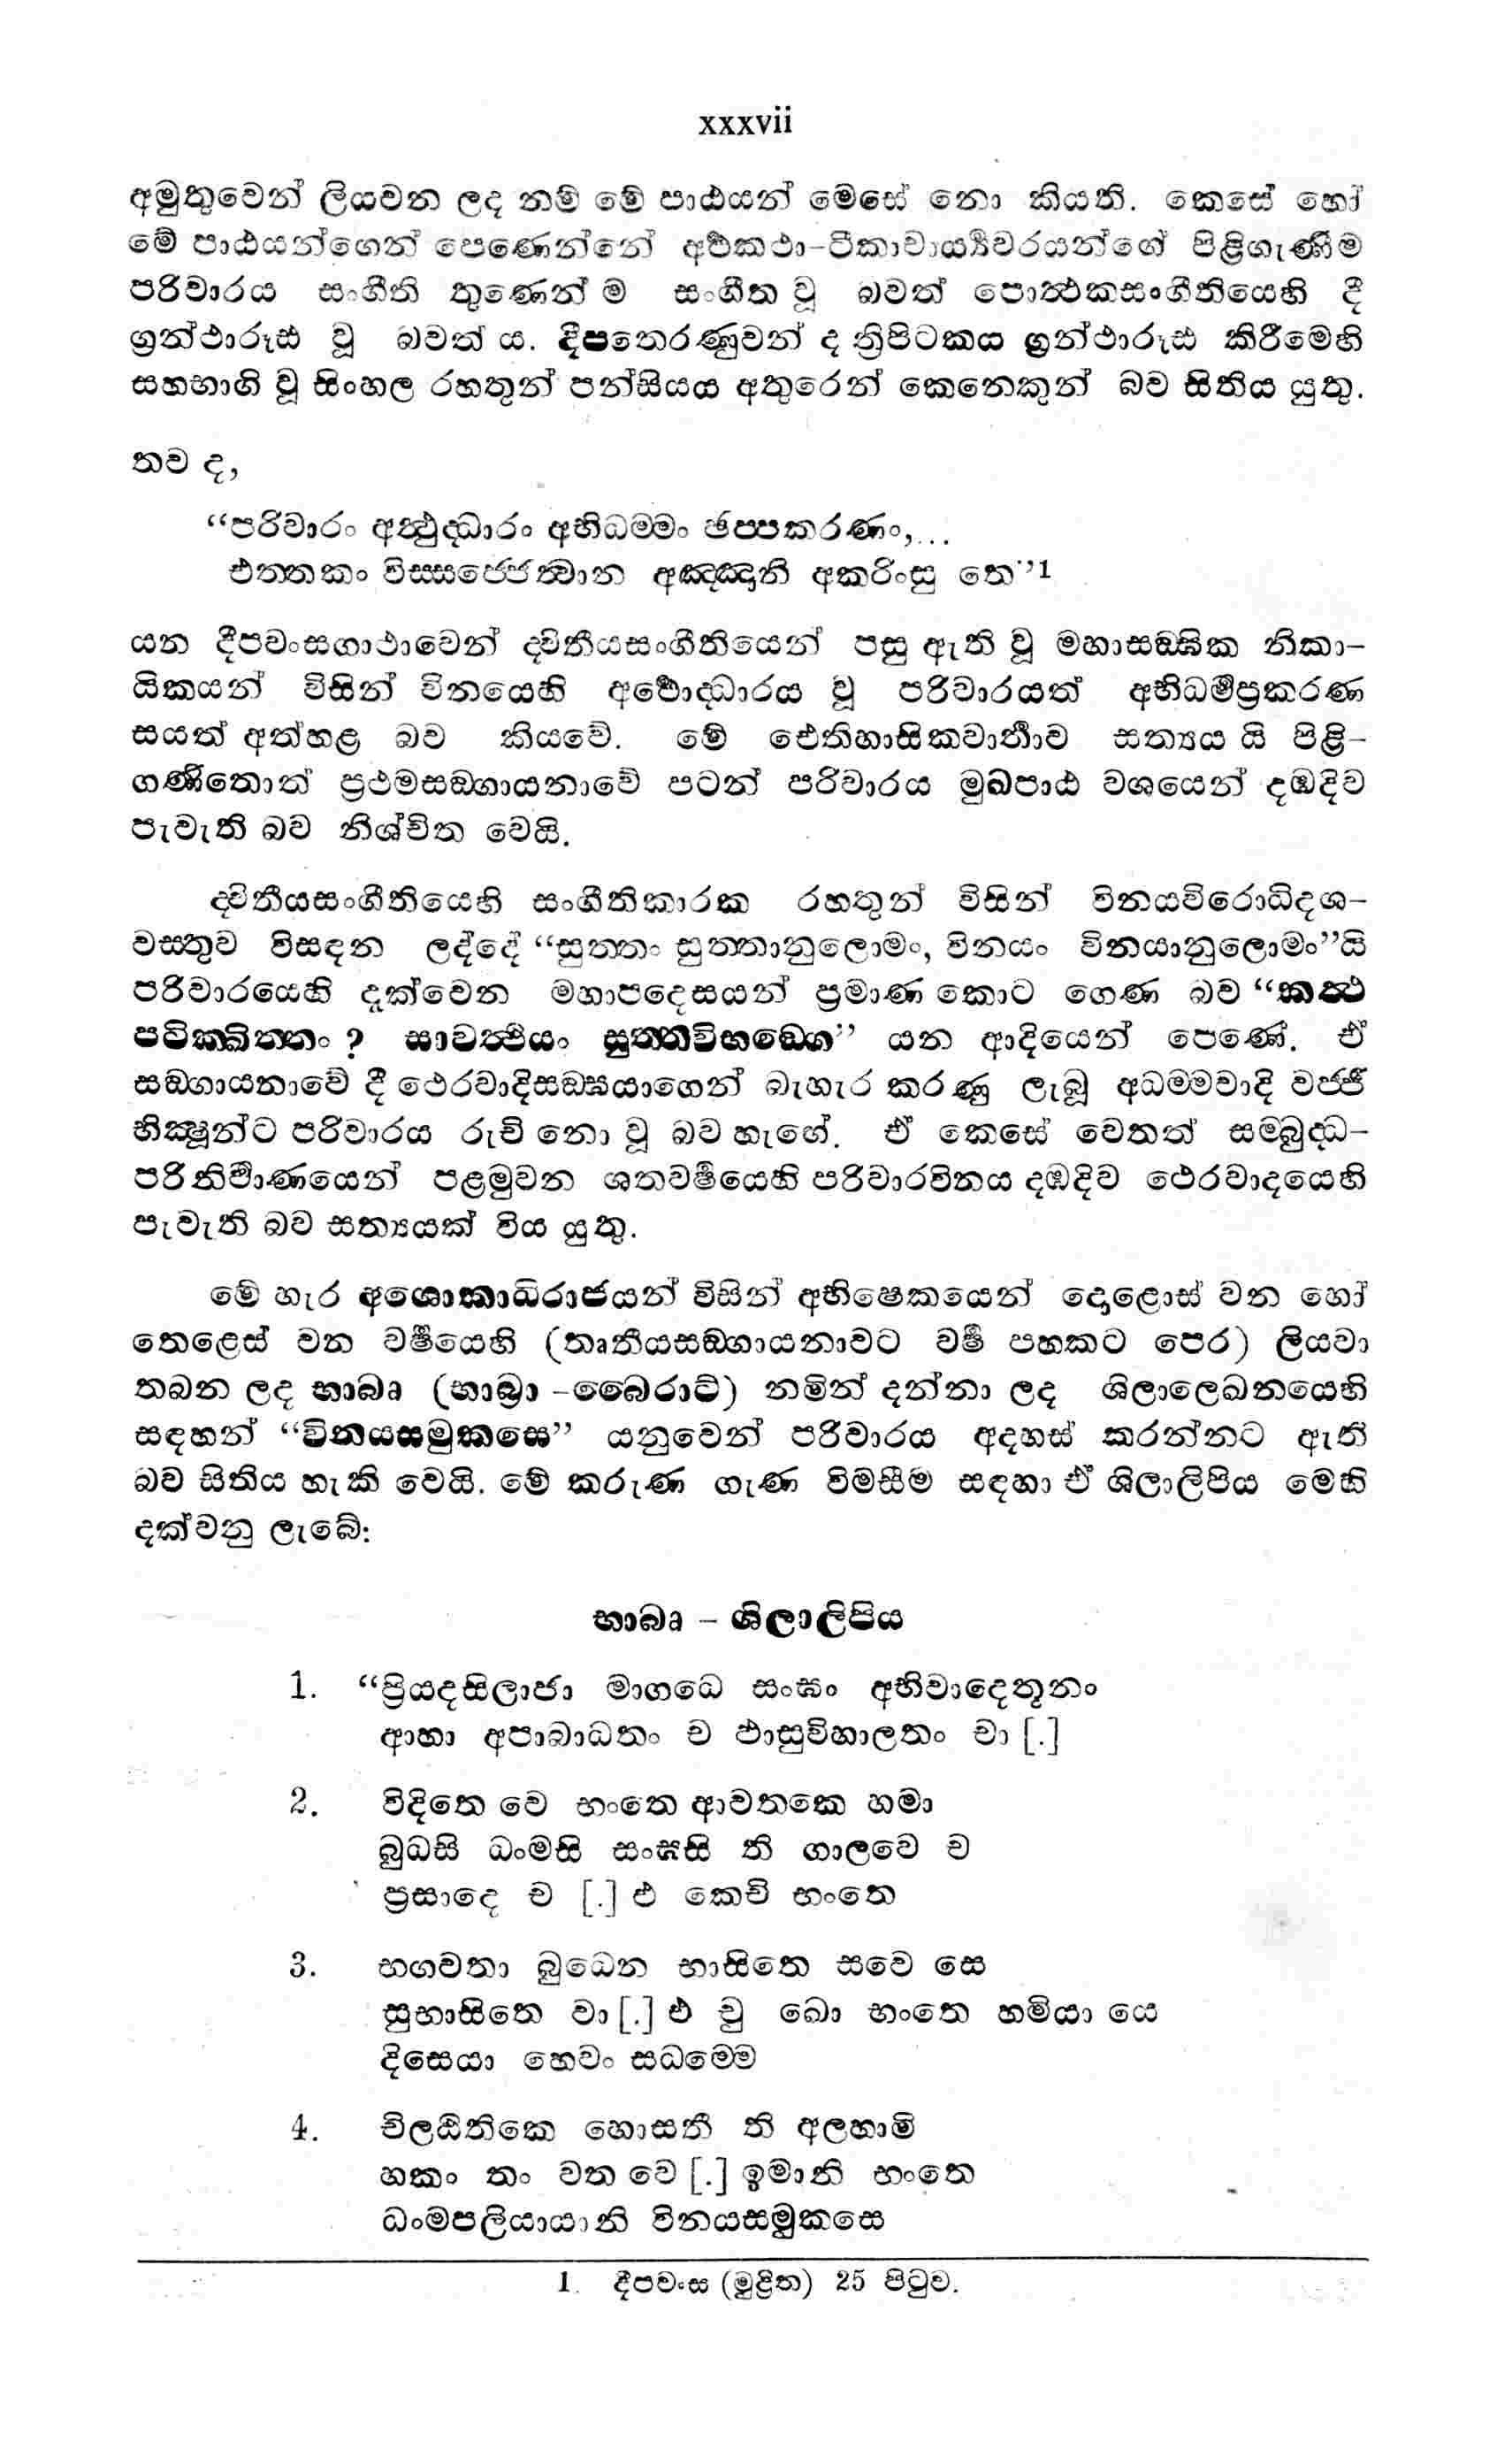 xxxvii
අමුතුවෙන් ලියවන ලද නම් මේ පාඨයන් මෙසේ නො කියති. කෙසේ හෝ
මේ පාඨයන්ගෙන් පෙණෙන්නේ අර්‍ත්‍ථකථා-ටීකාචාර්‍ය්‍යවරයන්ගේ පිළිගැණීම
පරිවාරය සංගීති තුණෙන් ම සංගීත වූ බවත් පොත්‍ථකසංගීතියෙහි දී
ග්‍රන්ථාරූඪ වූ බවත් ය. දීපතෙරණුවන් ද ත්‍රිපිටකය ග්‍රන්ථාරූඪ කිරීමෙහි
සහභාගි වූ සිංහල රහතුන් පන්සියය අතුරෙන් කෙනෙකුන් බව සිතිය යුතු.
තව ද,
“පරිවාරං අත්‍ථුද්ධාරං අභිධම්මං ඡප්පකරණං,...
එත්තකං විස්සජ්ජෙත්‍වාන අඤ්ඤානි අකරිංසු තෙ”1
යන දීපවංසගාථාවෙන් ද්විතීයසංගීතියෙන් පසු ඇති වූ මහාසඞ්ඝික නිකා-
යිකයන් විසින් විනයෙහි අර්‍ත්‍ථොද්ධාරය වූ පරිවාරයත් අභිධර්‍මප්‍රකරණ
සයත් අත්හළ බව කියවේ. මේ ඓතිහාසිකවාර්‍තාව සත්‍යය යි පිළි-
ගණිතොත් ප්‍රථමසඞ්ගායනාවේ පටන් පරිවාරය මුඛපාඨ වශයෙන් දඹදිව
පැවැති බව නිශ්චිත වෙයි.
ද්විතීයසංගීතියෙහි සංගීතිකාරක රහතුන් විසින් විනයවිරොධිදශ-
වස්තුව විසඳන ලද්දේ “සුත්තං සුත්තානුලොමං, විනයං විනයානුලොමං”යි
පරිවාරයෙහි දැක්වෙන මහාපදෙසයන් ප්‍රමාණ කොට ගෙණ බව “කත්‍ථ
පටික්ඛිත්තං ? සාවත්‍ථියං සුත්තවිභඞ්ගෙ” යන ආදියෙන් පෙණේ. ඒ
සඞ්ගායනාවේ දී ථෙරවාදිසඞ්ඝයාගෙන් බැහැර කරණු ලැබූ අධම්මවාදි වජ්ජි
භික්‍ෂූන්ට පරිවාරය රුචි නො වූ බව හැඟේ. ඒ කෙසේ වෙතත් සම්බුද්ධ-
පරිනිර්‍වාණයෙන් පළමුවන ශතවර්‍ෂයෙහි පරිවාරවිනය දඹදිව ථෙරවාදයෙහි
පැවැති බව සත්‍යයක් විය යුතු.
මේ හැර අශොකාධිරාජයන් විසින් අභිෂෙකයෙන් දොළොස් වන හෝ
තෙළෙස් වන වර්‍ෂයෙහි (තෘතීයසඞ්ගායනාවට වර්‍ෂ පහකට පෙර) ලියවා
තබන ලද භාබෘ (භාබ්‍රා -බෛරාට්) නමින් දන්නා ලද ශිලාලෙඛනයෙහි
සඳහන් “විනයසමුකසෙ” යනුවෙන් පරිවාරය අදහස් කරන්නට ඇති
බව සිතිය හැකි වෙයි. මේ කරුණ ගැණ විමසීම සඳහා ඒ ශිලාලිපිය මෙහි
දක්වනු ලැබේ:
භාබෘ – ශිලාලිපිය
1. “ප්‍රියදසිලාජා මාගධෙ සංඝං අභිවාදෙතූනං
ආහා අපාබාධතං ච ඵාසුවිහාලතං චා [.]
2. විදිතෙ වෙ භංතෙ ආවතකෙ හමා
බුධසි ධංමසි සංඝසි ති ගාලවෙ ච
ප්‍රසාදෙ ච [.] එ කෙචි භංතෙ
3. භගවතා බුධෙන භාසිතෙ සවෙ සෙ
සුභාසිතෙ වා [.] එ චු ඛො භංතෙ හමියා යෙ
දිසෙයා හෙවං සධම්මෙ
4. චිලඨිතිකෙ හොසතී ති අලහාමි
හකං තං වත වෙ [.] ඉමානි භංතෙ
ධංමපලියායානි විනයසමුකසෙ
1. දීපවංස (මුද්‍රිත) 25 පිටුව.